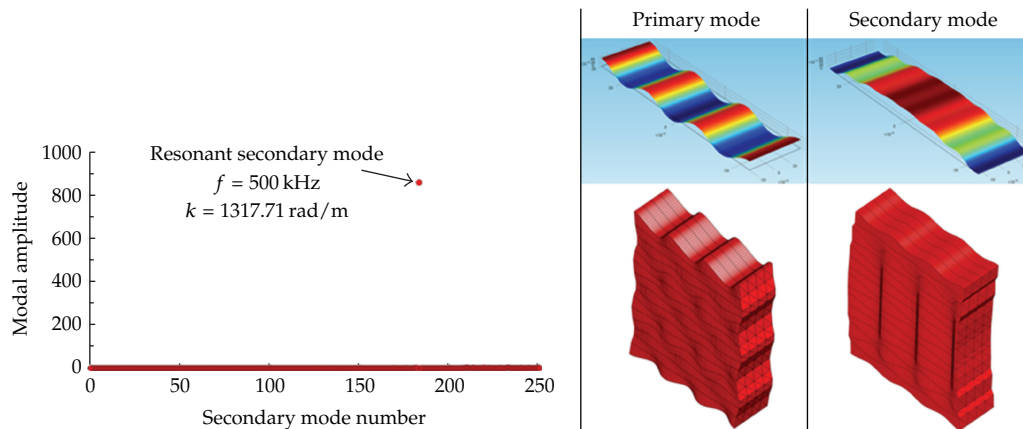 Primary mode
Secondary mode
1000
800
600
400
200
0
Modal amplitude
Resonant secondary mode
f = 500 kHz
k = 1317.71 rad/m
0
50
100
150
200
250
Secondary mode number